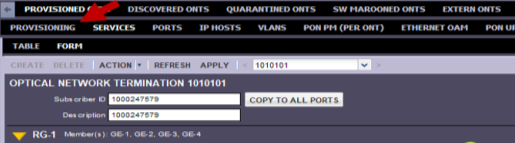 PROVISIONED ONTS DISCOVERED ONTS QUARANTINED ONTS SW MAROONED ONTS EXTERN ONTS
PROVISIONING SERVICES PORTS IP HOSTS VLANS PON PM (PER ONT) ETHERNET OAM PON UP
TABLE FORM
CREATE DELETE ACTION REFRESH APPLY < 1010101 >
OPTICAL NETWORK TERMINATION 1010101
Subscriber ID 1000247579 COPY TO ALL PORTS
Description 1000247579
RG-1 Member(s): GE-1, GE-2, GE-3, GE-4